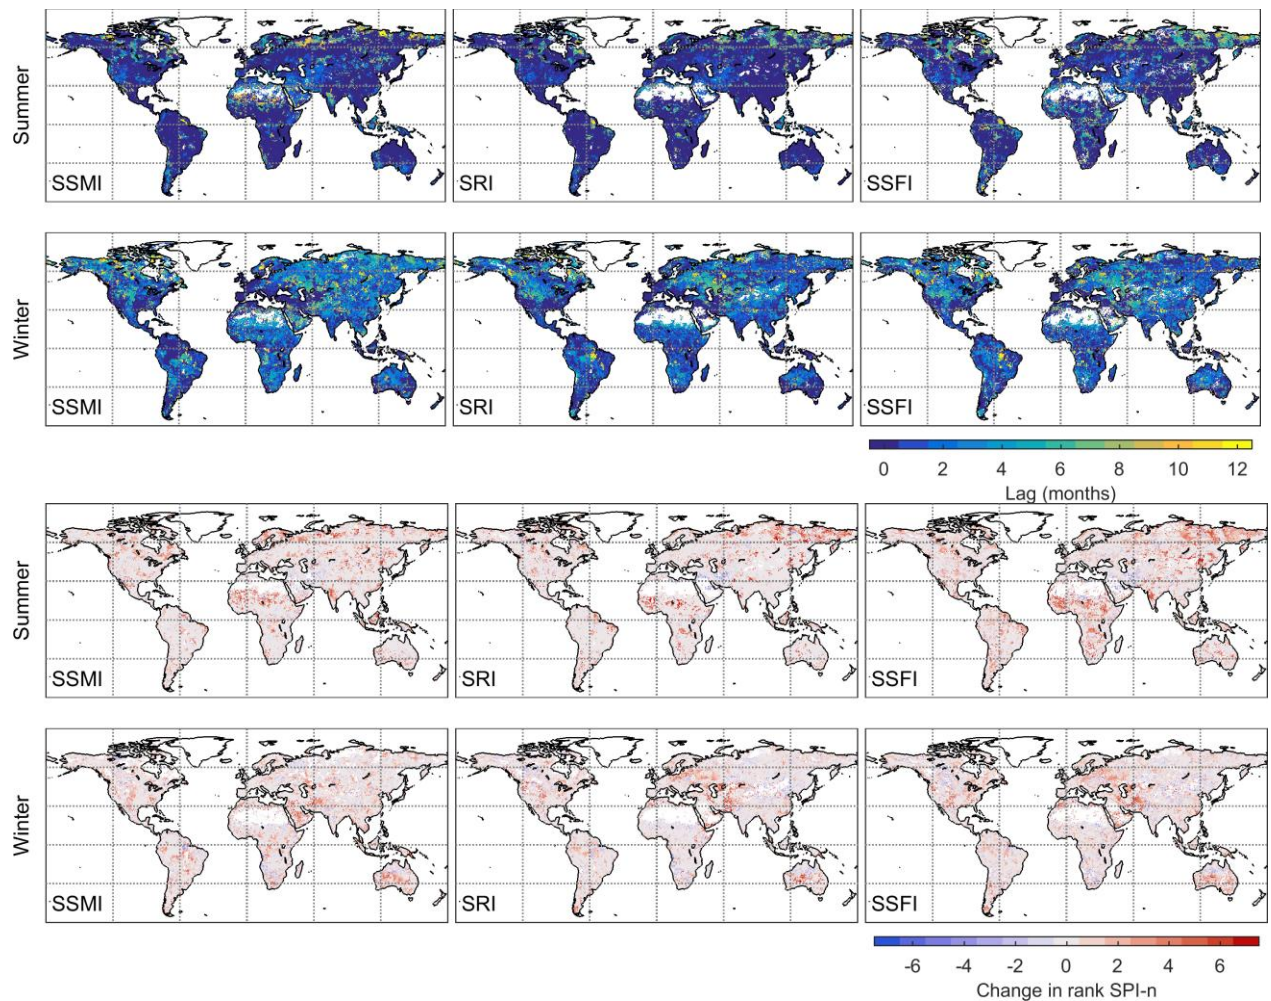 Summer
SSMI
SRI
SSFI
Winter
SSMI
SRI
SSFI
0 2 4 6 8 10 12
Lag (months)
Summer
SSMI
SRI
SSFI
Winter
SSMI
SRI
SSFI
-6 -4 -2 0 2 4 6
Change in rank SPI-n